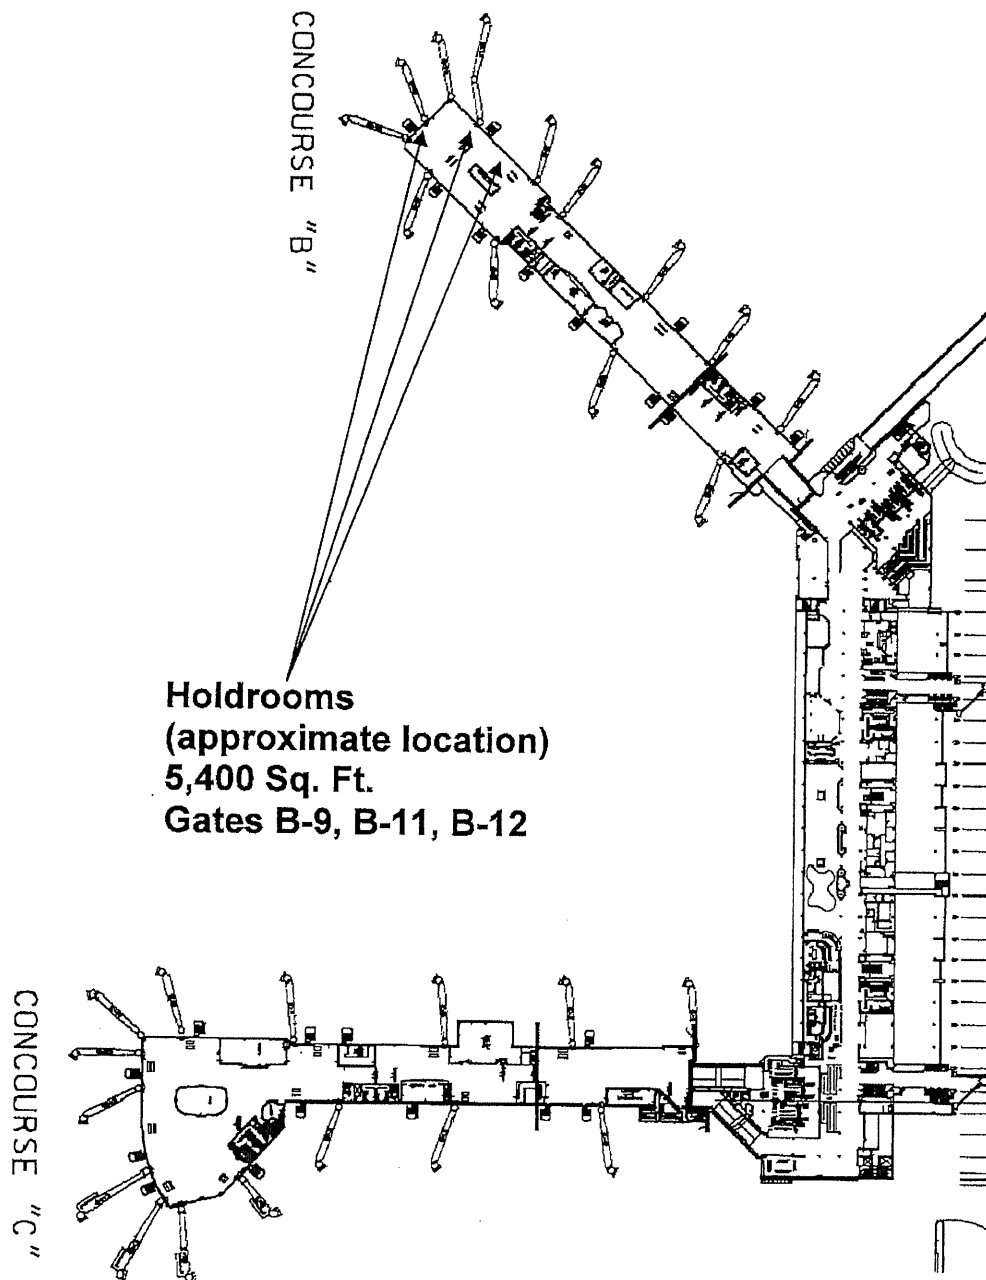 CONCOURSE "B"
Holdrooms
(approximate location)
5,400 Sq. Ft.
Gates B-9, B-11, B-12
CONCOURSE "C"